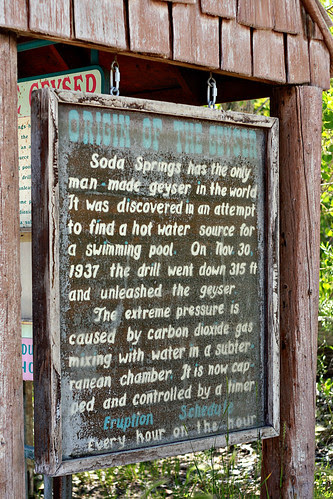 GEYSER
ORIGIN OF THE GEYSER
Soda Springs has the only
man-made geyser in the world
It was discovered in an attempt
to find a hot water source for
a swimming pool. On Nov. 30,
1937 the drill went down 315 ft
and unleashed the geyser.
The extreme pressure is
caused by carbon dioxide gas
mixing with water in a subter-
ranean chamber. It is now cap-
ped and controlled by a timer
Eruption Schedule
Every hour on the hour